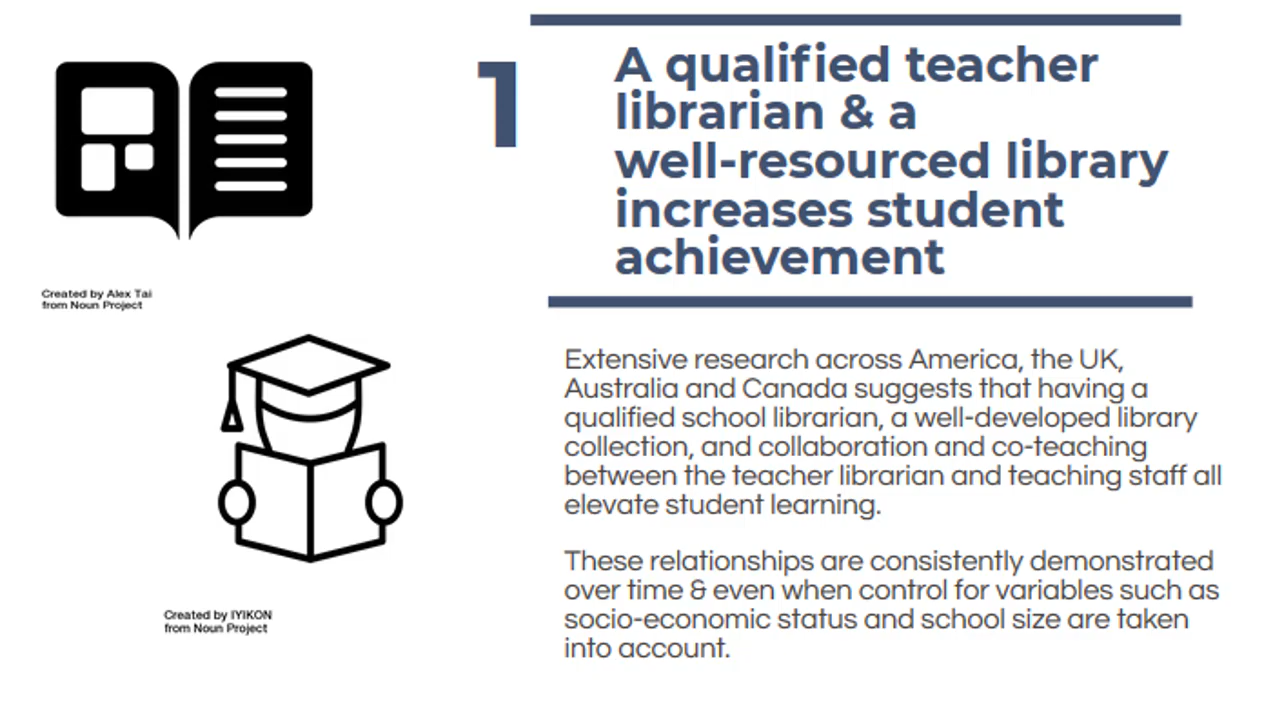 1
A qualified teacher
librarian & a
well-resourced library
increases student
achievement
Created by Alex Tai
from Noun Project
Extensive research across America, the UK,
Australia and Canada suggests that having a
qualified school librarian, a well-developed library
collection, and collaboration and co-teaching
between the teacher librarian and teaching staff all
elevate student learning.
These relationships are consistently demonstrated
over time & even when control for variables such as
socio-economic status and school size are taken
into account.
Created by IYIKON
from Noun Project